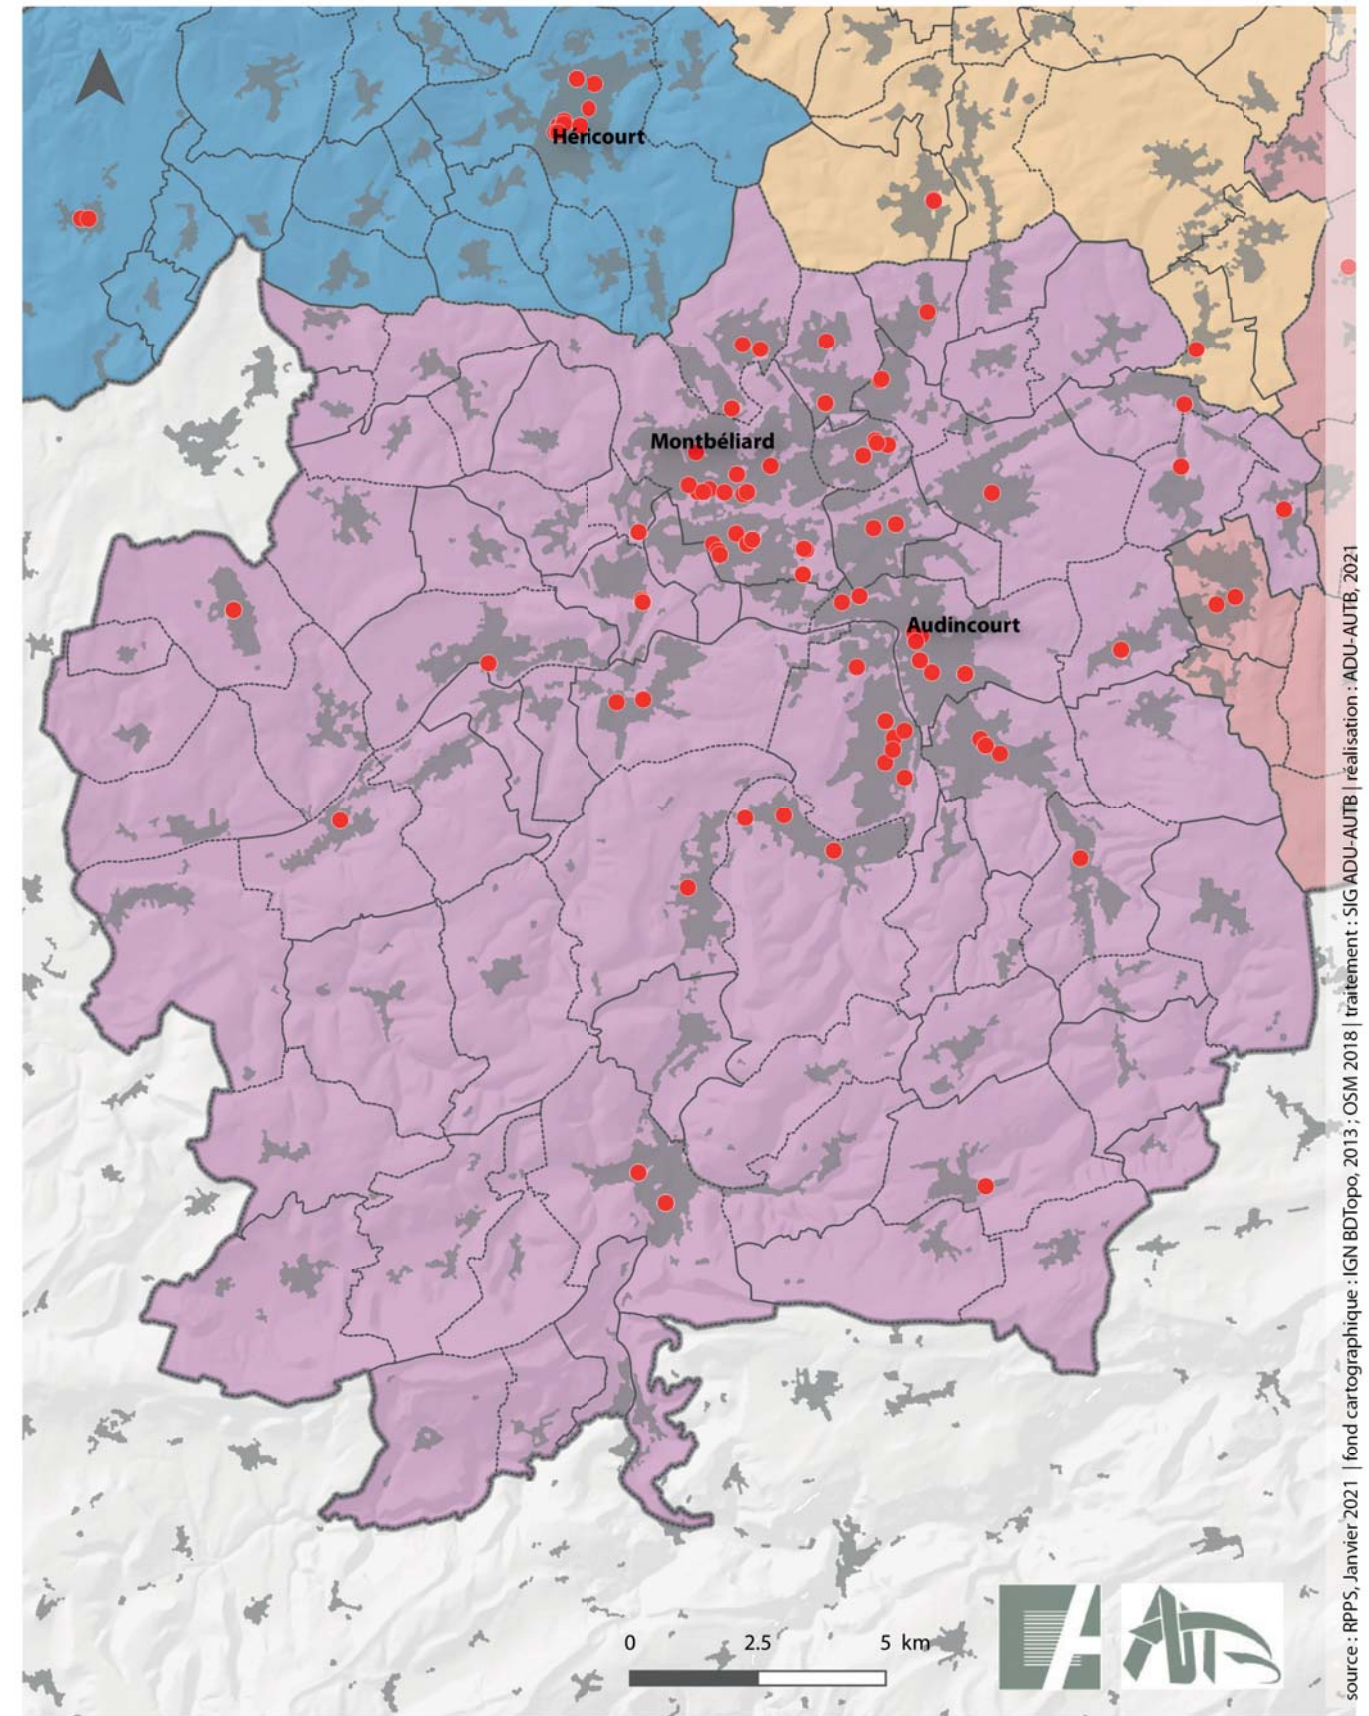 Héricourt
Montbéliard
Audincourt
0 2.5 5 km
source : RPPS, Janvier 2021 | fond cartographique : IGN BDTopo, 2013 ; OSM 2018 | traitement : SIG ADU-AUTB | réalisation : ADU-AUTB, 2021